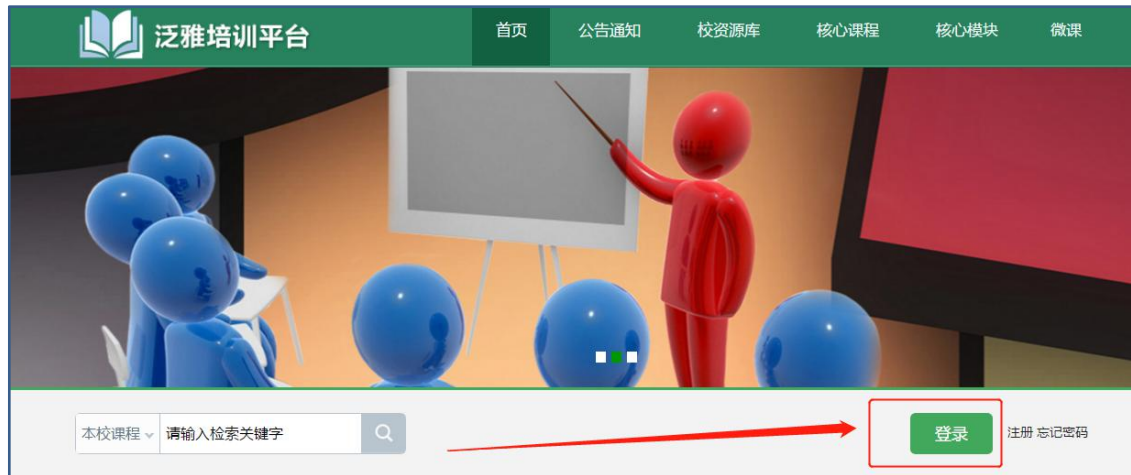 泛雅培训平台
首页 公告通知 校资源库 核心课程 核心模块 微课
本校课程 请输入检索关键字
登录 注册 忘记密码